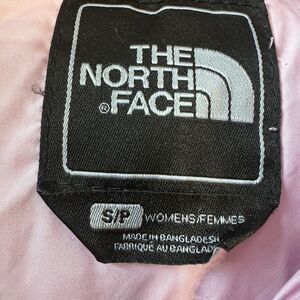 THE
NORTH
® FACE
S/P WOMENS/FEMMES
MADE IN BANGLADESH
FABRIQUÉ AU BANGLADESH